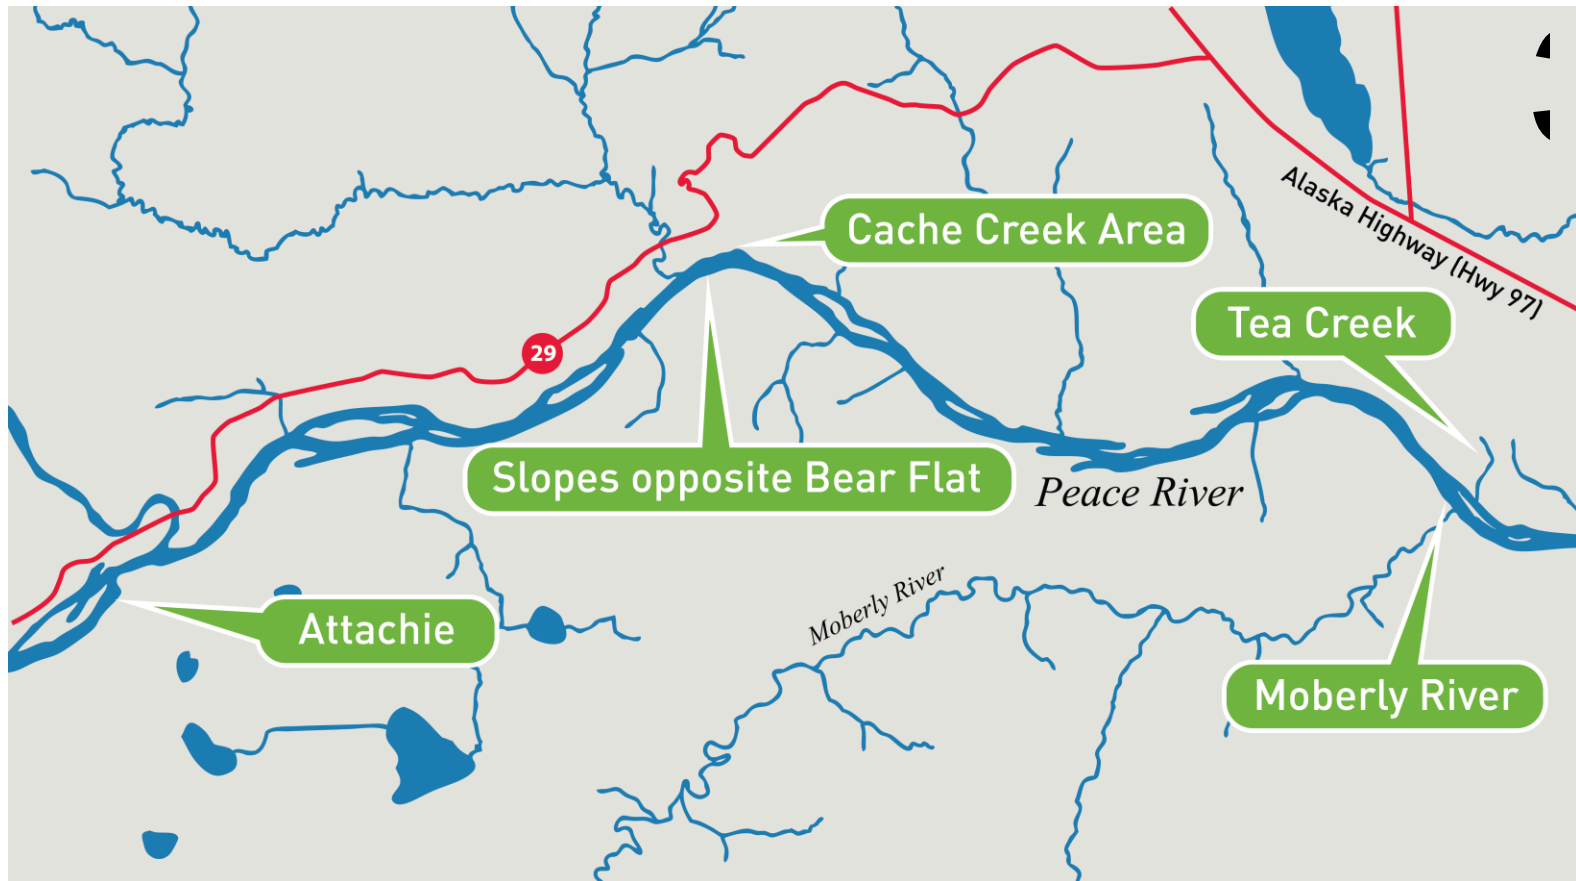 Alaska Highway (Hwy 97)
Cache Creek Area
Tea Creek
29
Slopes opposite Bear Flat
Peace River
Moberly River
Attachie
Moberly River